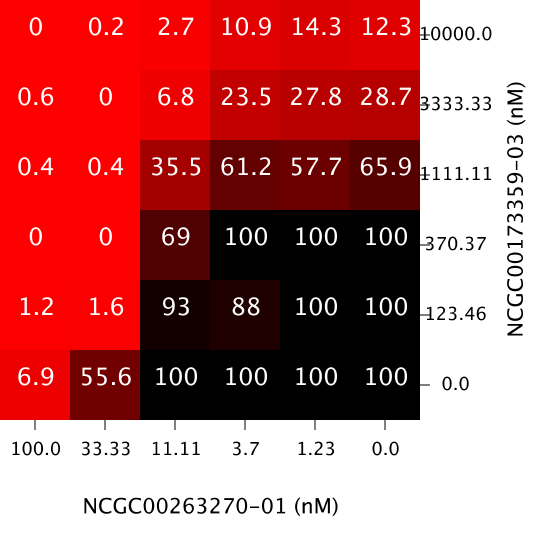 0 0.2 2.7 10.9 14.3 12.3 10000.0
0.6 0 6.8 23.5 27.8 28.7 3333.33
0.4 0.4 35.5 61.2 57.7 65.9 1111.11
0 0 69 100 100 100 370.37
1.2 1.6 93 88 100 100 123.46
6.9 55.6 100 100 100 100 0.0
100.0 33.33 11.11 3.7 1.23 0.0
NCGC00263270-01 (nM)
NCGC00173359-03 (nM)